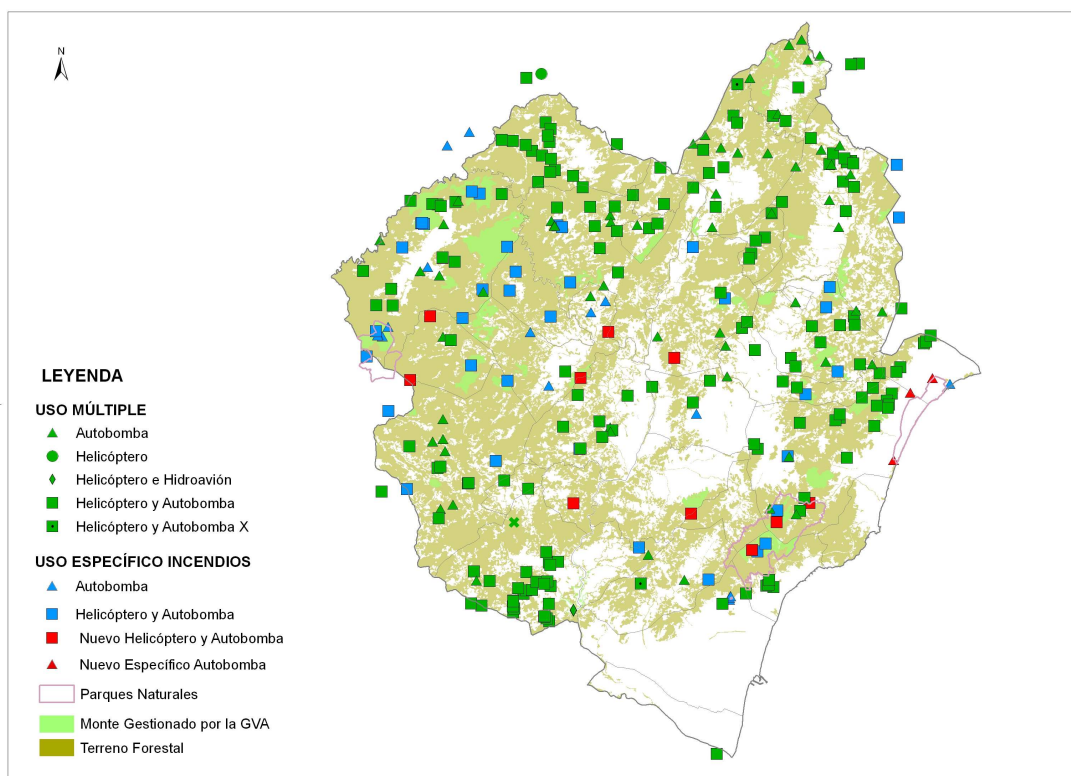 N
LEYENDA
USO MÚLTIPLE
Autobomba
Helicóptero
Helicóptero e Hidroavión
Helicóptero y Autobomba
Helicóptero y Autobomba X
USO ESPECÍFICO INCENDIOS
Autobomba
Helicóptero y Autobomba
Nuevo Helicóptero y Autobomba
Nuevo Específico Autobomba
Parques Naturales
Monte Gestionado por la GVA
Terreno Forestal